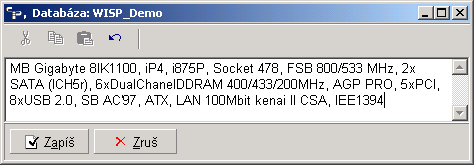 Databáza: WISP_Demo
MB Gigabyte 8IK1100, iP4, i875P, Socket 478, FSB 800/533 MHz, 2x
SATA (ICH5r), 6xDualChanelDDRAM 400/433/200MHz, AGP PRO, 5xPCI,
8xUSB 2.0, SB AC'97, ATX, LAN 100Mbit kenai II CSA, IEE1394
Zapíš
Zruš